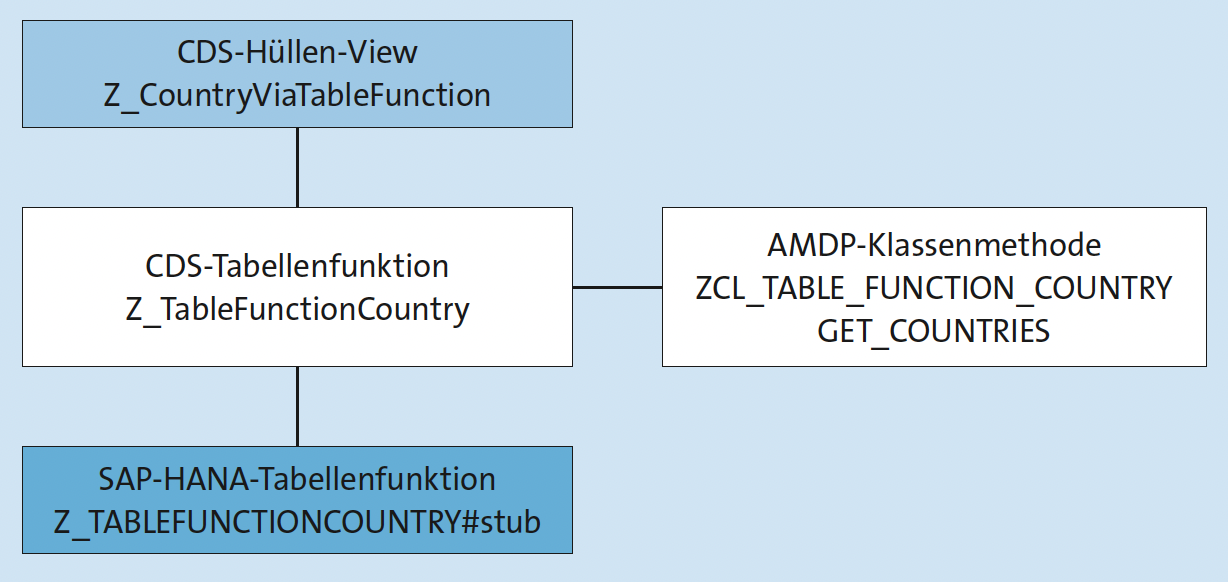 CDS-Hüllen-View
Z_CountryViaTableFunction
CDS-Tabellenfunktion
Z_TableFunctionCountry
AMDP-Klassenmethode
ZCL_TABLE_FUNCTION_COUNTRY
GET_COUNTRIES
SAP-HANA-Tabellenfunktion
Z_TABLEFUNCTIONCOUNTRY#stub